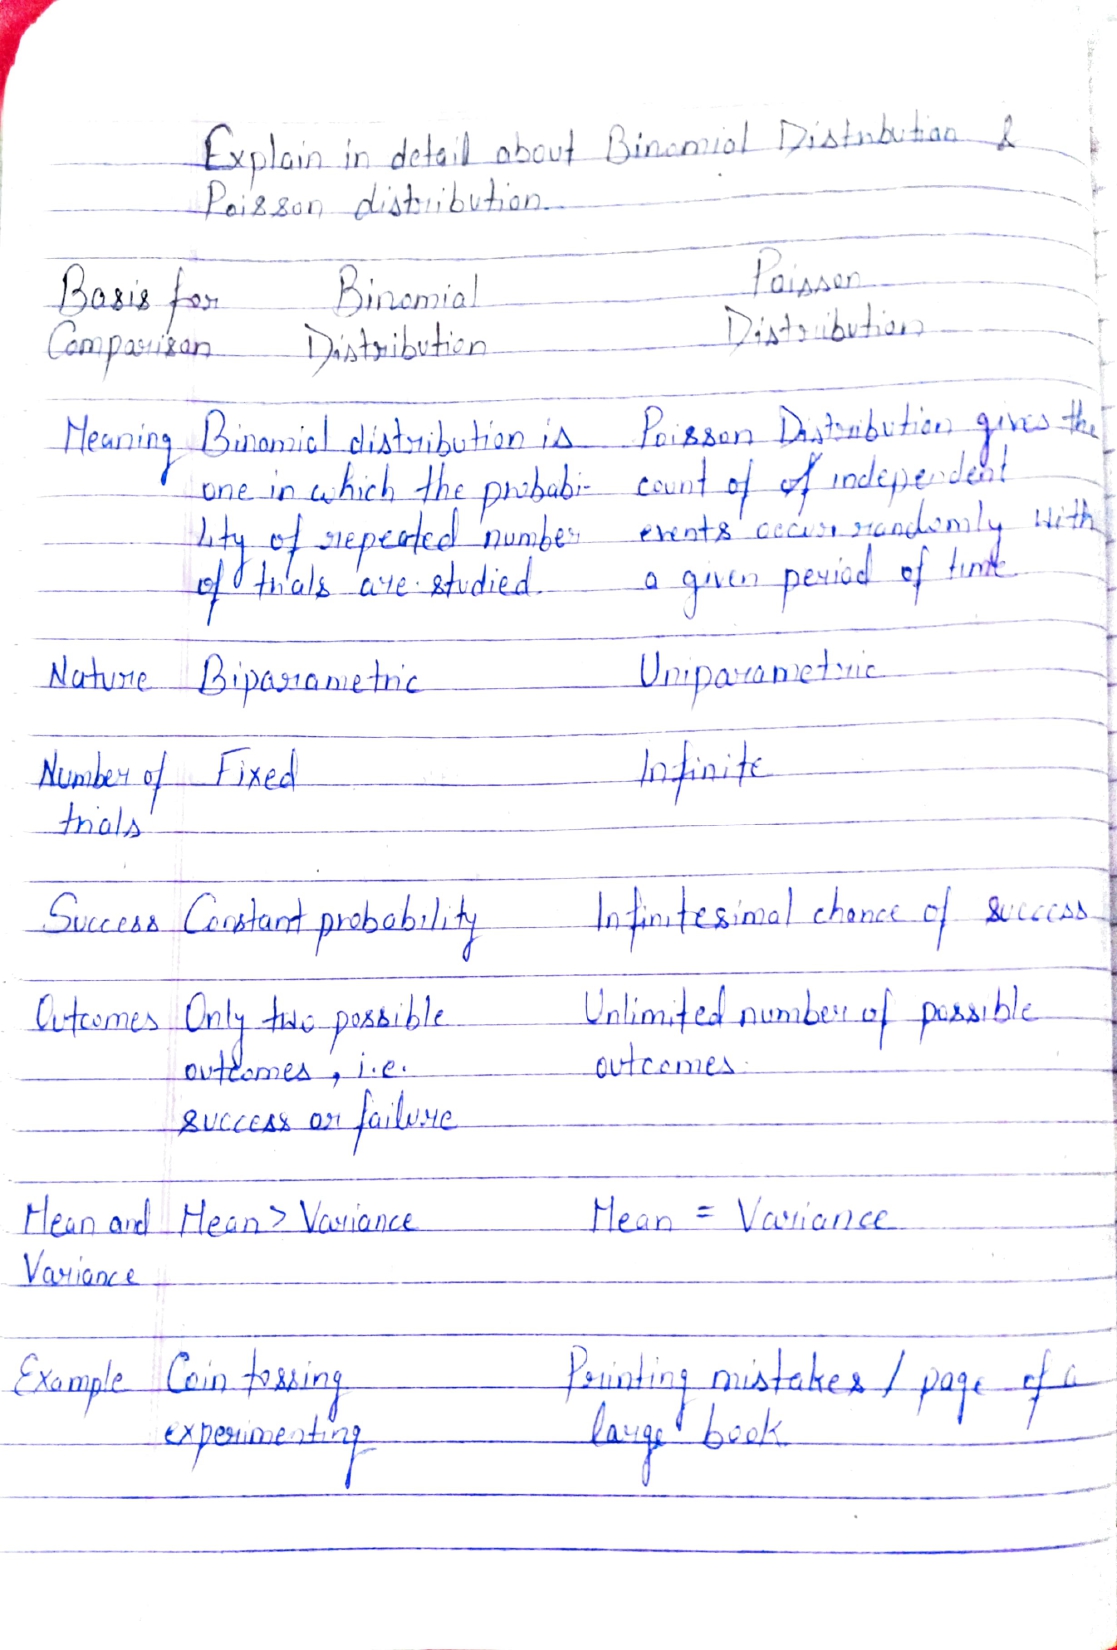 Explain in detail about Binomial Distribution &
Poisson distribution.
Basis for Binomial Poisson
Comparison Distribution Distribution
Meaning Binomial distribution is Poisson Distribution gives the
one in which the probabi- count of of independent
lity of repeated number events occur randomly with
of trials are studied. a given period of time
Nature Biparametric Uniparametric
Number of Fixed Infinite
trials
Success Constant probability Infinitesimal chance of success
Outcomes Only two possible Unlimited number of possible
outcomes, i.e. outcomes.
success or failure
Mean and Mean > Variance Mean = Variance
Variance
Example Coin tossing Printing mistakes / page of a
experimenting large book